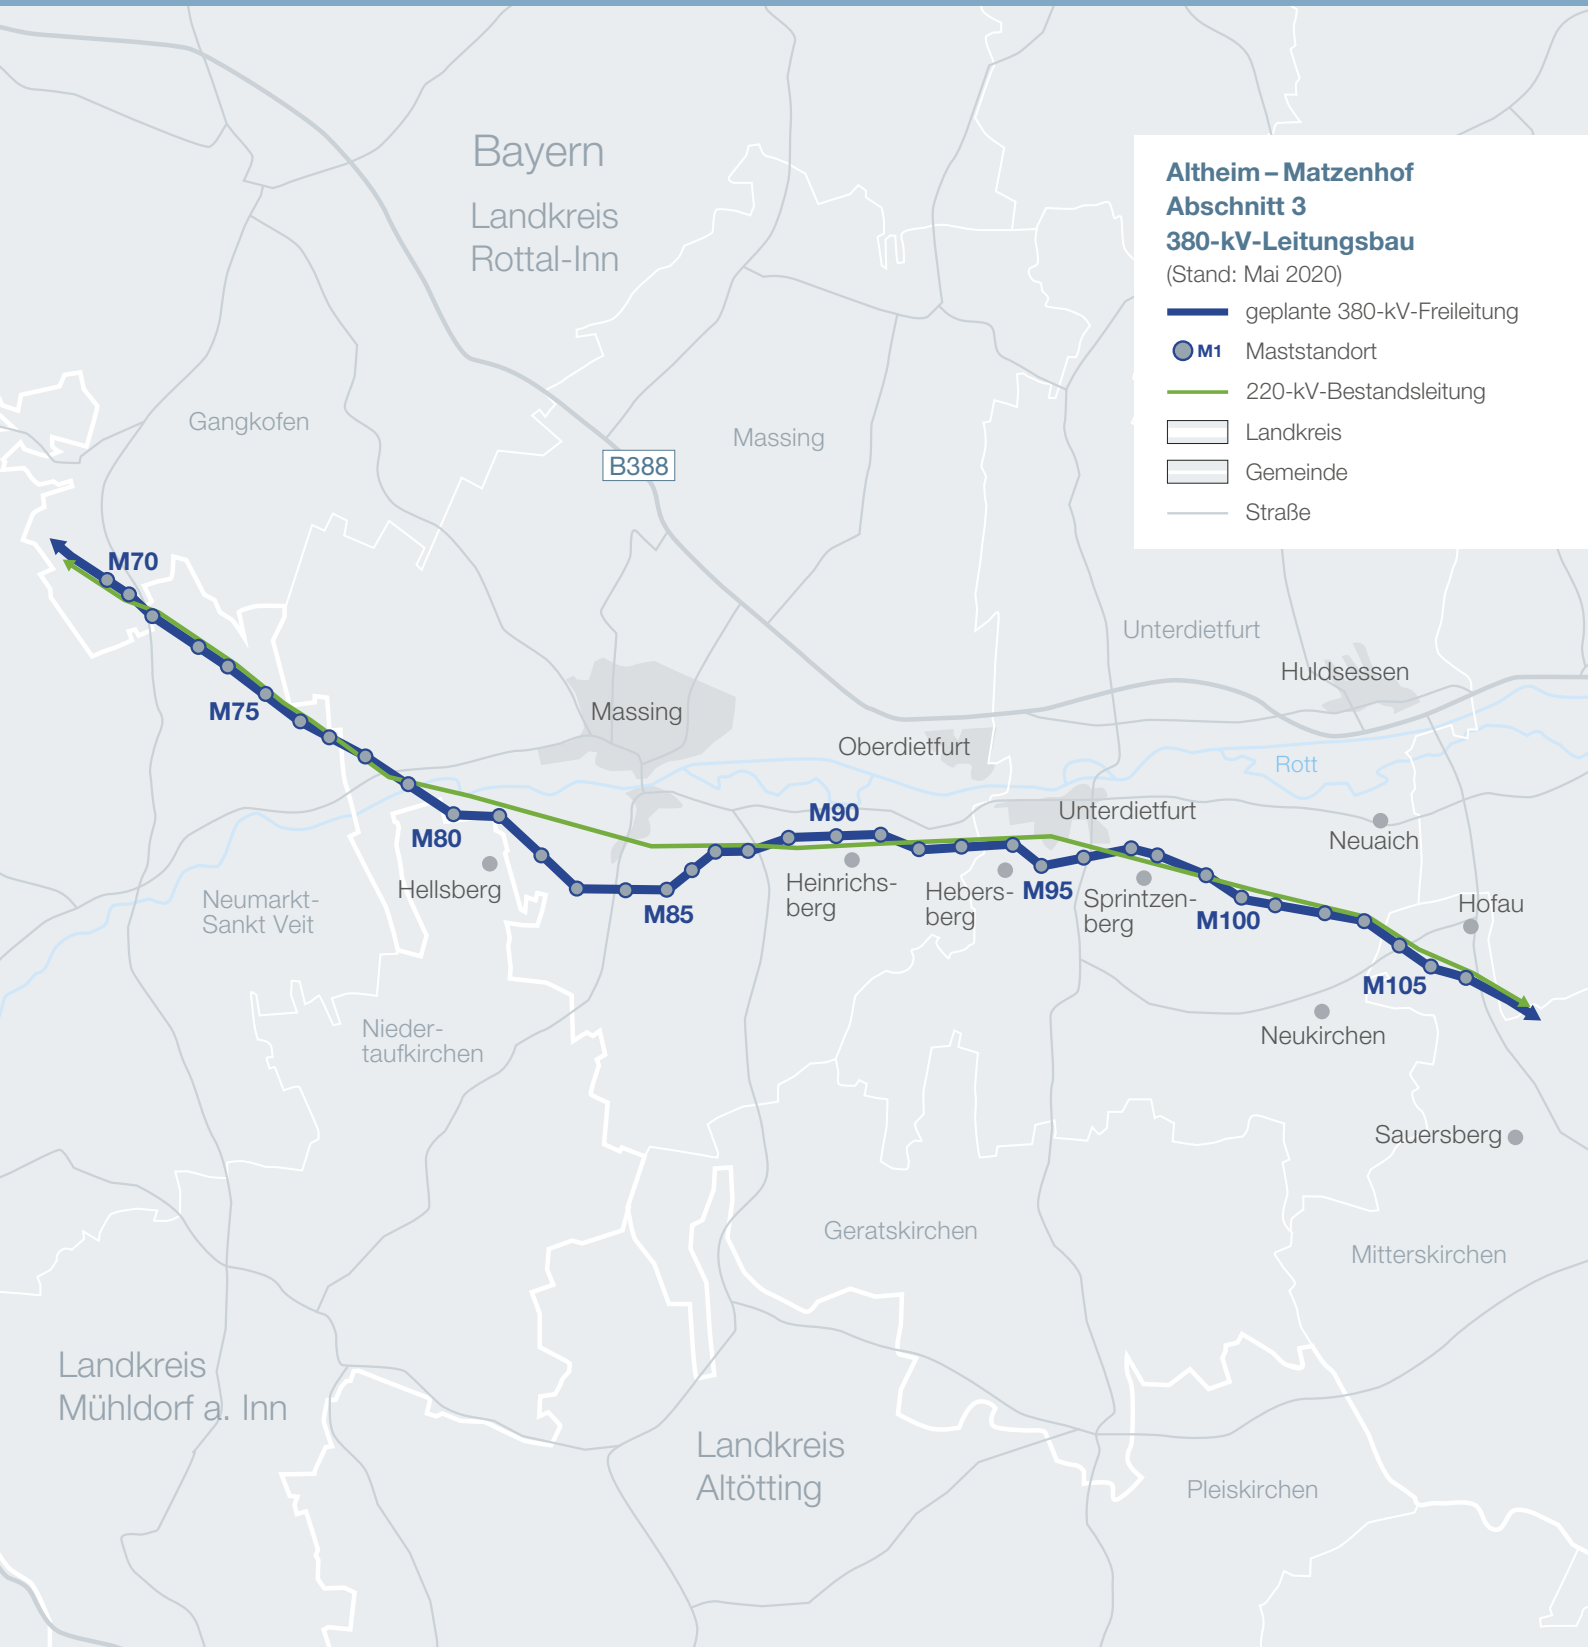 Bayern
Landkreis
Rottal-Inn
Altheim – Matzenhof
Abschnitt 3
380-kV-Leitungsbau
(Stand: Mai 2020)
geplante 380-kV-Freileitung
M1 Maststandort
220-kV-Bestandsleitung
Landkreis
Gemeinde
Straße
Gangkofen
Massing
B388
M70
Unterdietfurt
Huldsessen
M75
Massing
Oberdietfurt
Rott
M80
M90
Unterdietfurt
Neuaich
Hellsberg
Heinrichs-
berg
Hebers-
berg
M95
Sprintzen-
berg
M85
M100
Hofau
Neumarkt-
Sankt Veit
M105
Nieder-
taufkirchen
Neukirchen
Sauersberg
Geratskirchen
Mitterskirchen
Landkreis
Mühldorf a. Inn
Landkreis
Altötting
Pleiskirchen